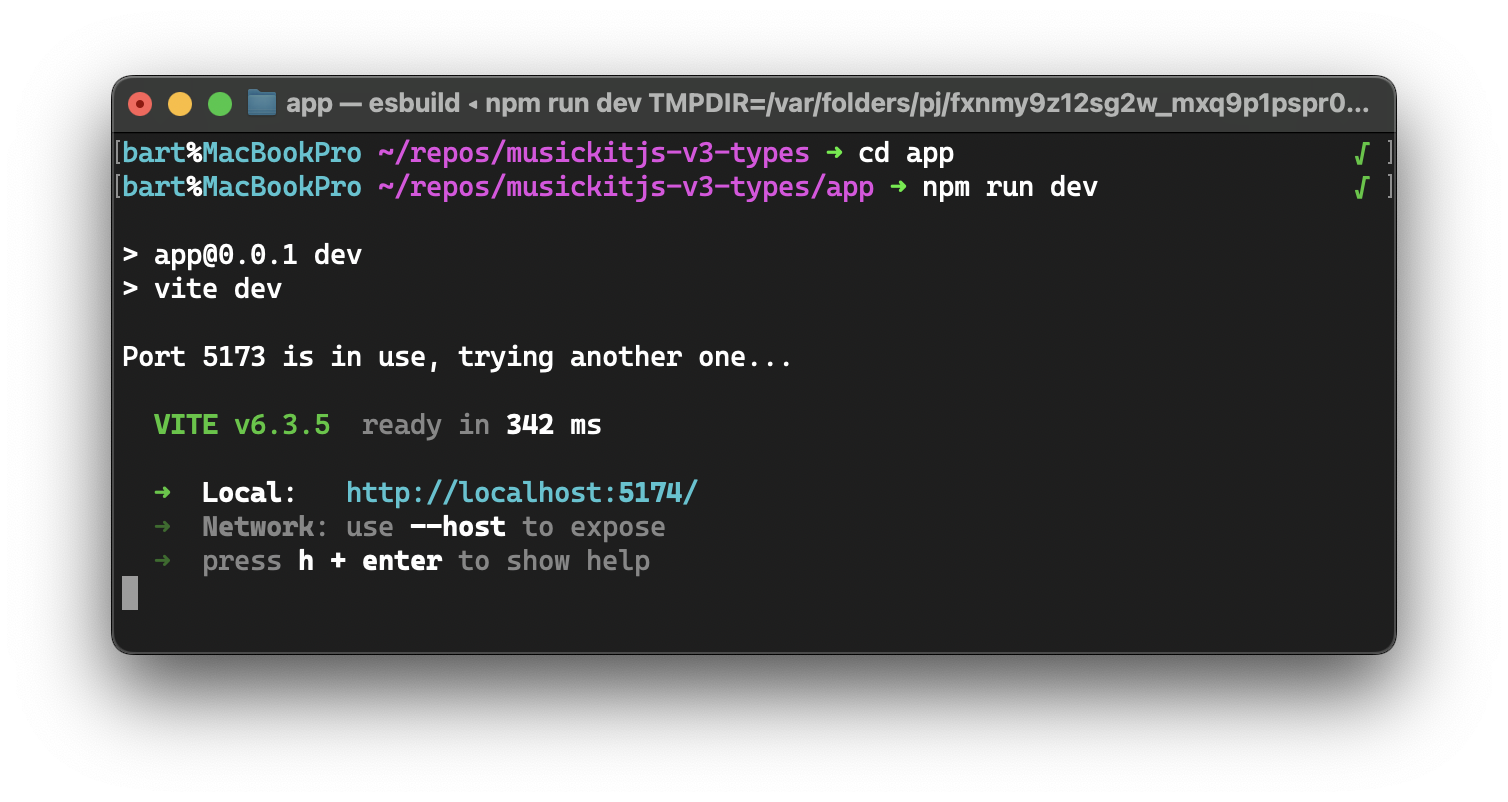 app — esbuild ◂ npm run dev TMPDIR=/var/folders/pj/fxnmy9z12sg2w_mxq9p1pspr0...
[bart%MacBookPro ~/repos/musickitjs-v3-types ➜ cd app √ ]
[bart%MacBookPro ~/repos/musickitjs-v3-types/app ➜ npm run dev √ ]
> app@0.0.1 dev
> vite dev
Port 5173 is in use, trying another one...
VITE v6.3.5 ready in 342 ms
➜ Local: http://localhost:5174/
➜ Network: use --host to expose
➜ press h + enter to show help